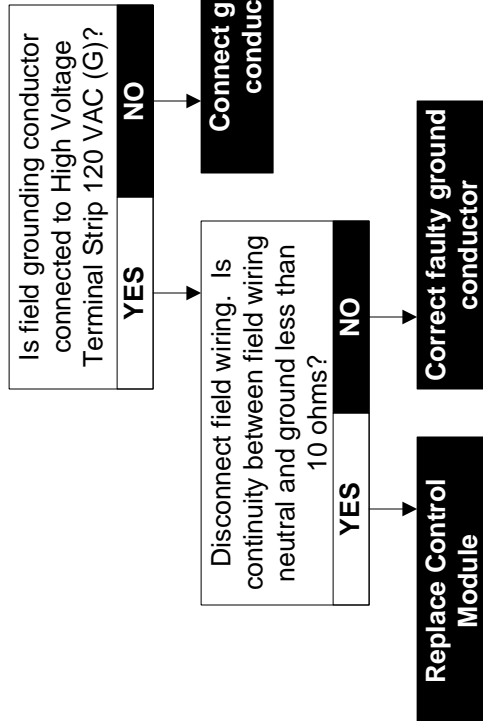 Is field grounding conductor
connected to High Voltage
Terminal Strip 120 VAC (G)?
YES
NO
Connect
Disconnect field wiring. Is
continuity between field wiring
neutral and ground less than
10 ohms?
YES
NO
Replace Control
Module
Correct faulty ground
conductor